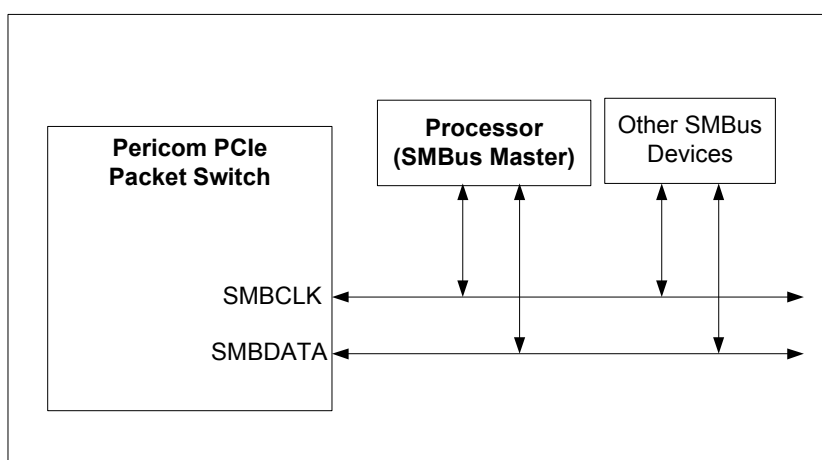 Pericom PCIe
Packet Switch
Processor
(SMBus Master)
Other SMBus
Devices
SMBCLK
SMBDATA